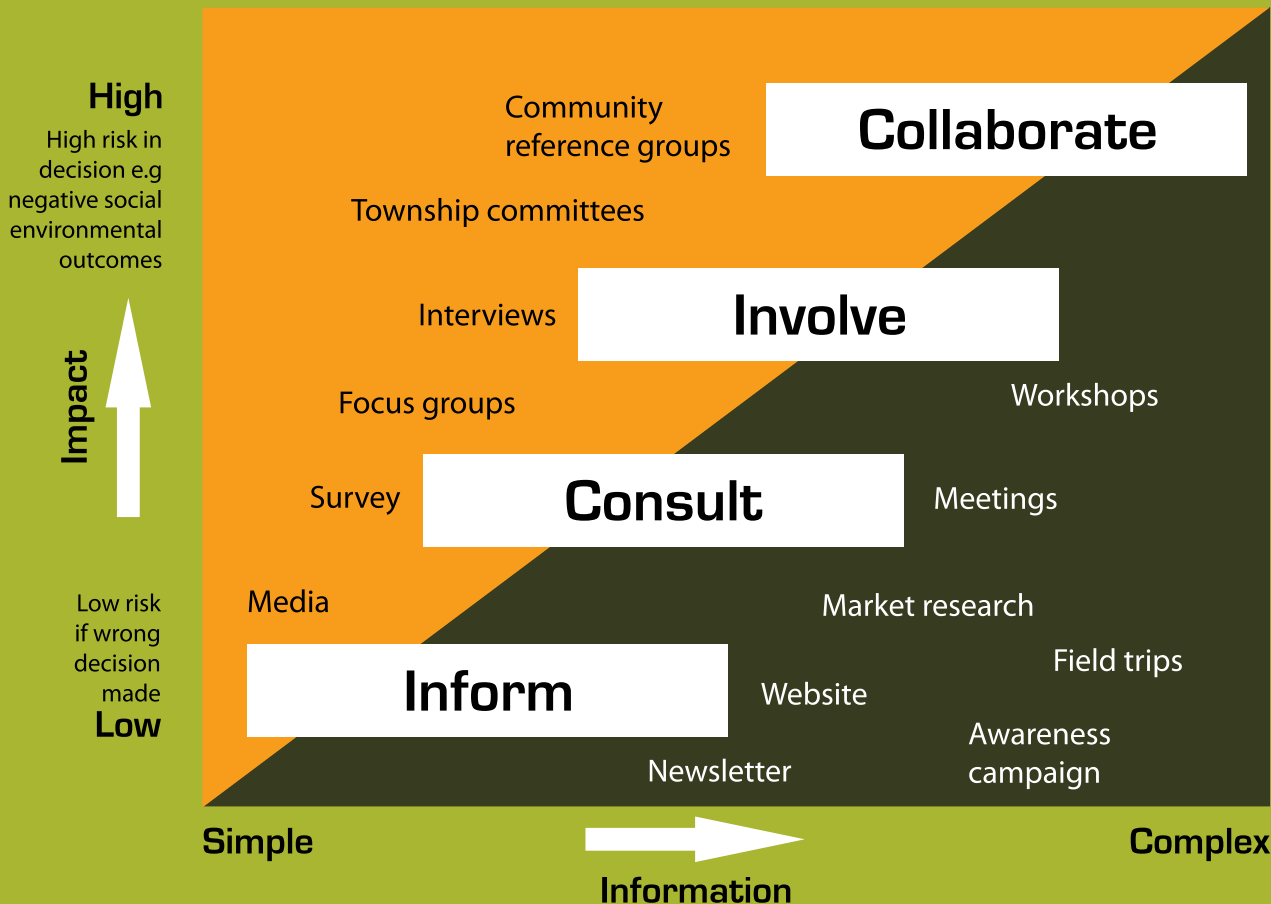 High
High risk in
decision e.g
negative social
environmental
outcomes
Impact
Low risk
if wrong
decision
made
Low
Community
reference groups
Collaborate
Township committees
Interviews
Involve
Focus groups
Workshops
Survey
Consult
Meetings
Media
Market research
Field trips
Inform
Website
Awareness
campaign
Newsletter
Simple
Complex
Information